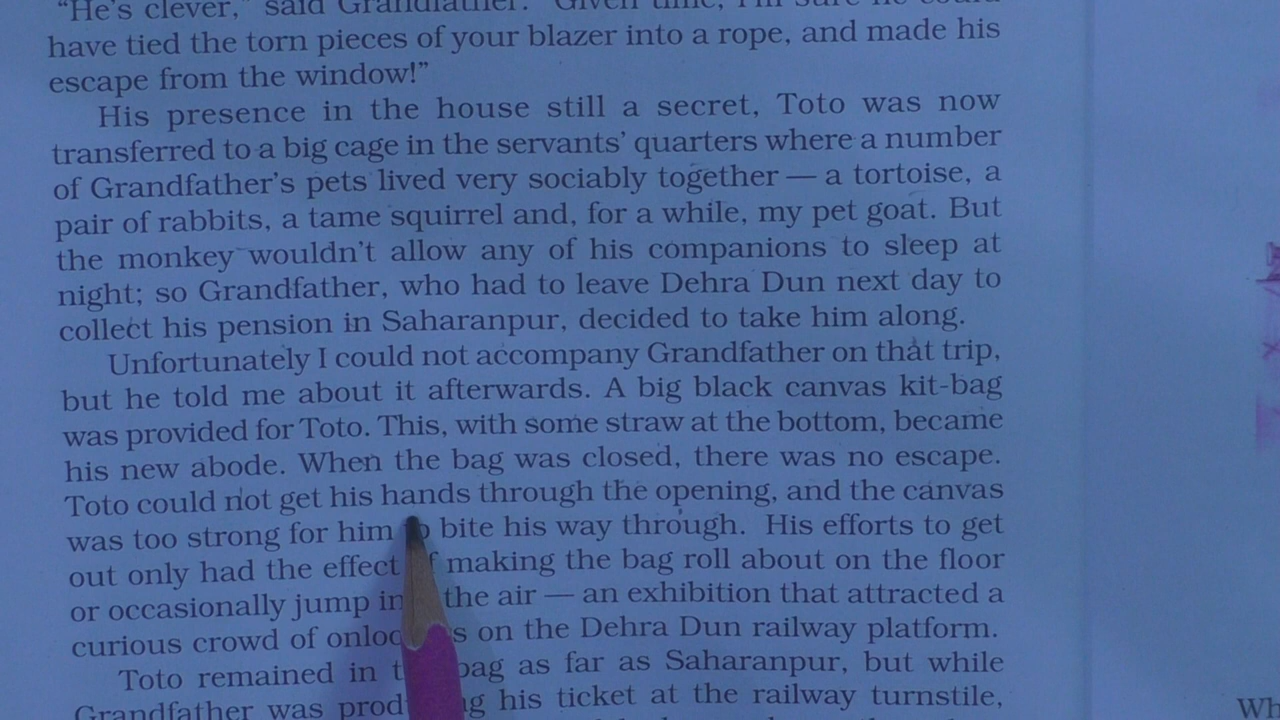 "He's clever," said Grandfather. "Given time, I'm sure he could
have tied the torn pieces of your blazer into a rope, and made his
escape from the window!"
His presence in the house still a secret, Toto was now
transferred to a big cage in the servants' quarters where a number
of Grandfather's pets lived very sociably together — a tortoise, a
pair of rabbits, a tame squirrel and, for a while, my pet goat. But
the monkey wouldn't allow any of his companions to sleep at
night; so Grandfather, who had to leave Dehra Dun next day to
collect his pension in Saharanpur, decided to take him along.
Unfortunately I could not accompany Grandfather on that trip,
but he told me about it afterwards. A big black canvas kit-bag
was provided for Toto. This, with some straw at the bottom, became
his new abode. When the bag was closed, there was no escape.
Toto could not get his hands through the opening, and the canvas
was too strong for him to bite his way through. His efforts to get
out only had the effect of making the bag roll about on the floor
or occasionally jump in the air — an exhibition that attracted a
curious crowd of onlookers on the Dehra Dun railway platform.
Toto remained in the bag as far as Saharanpur, but while
Grandfather was producing his ticket at the railway turnstile,